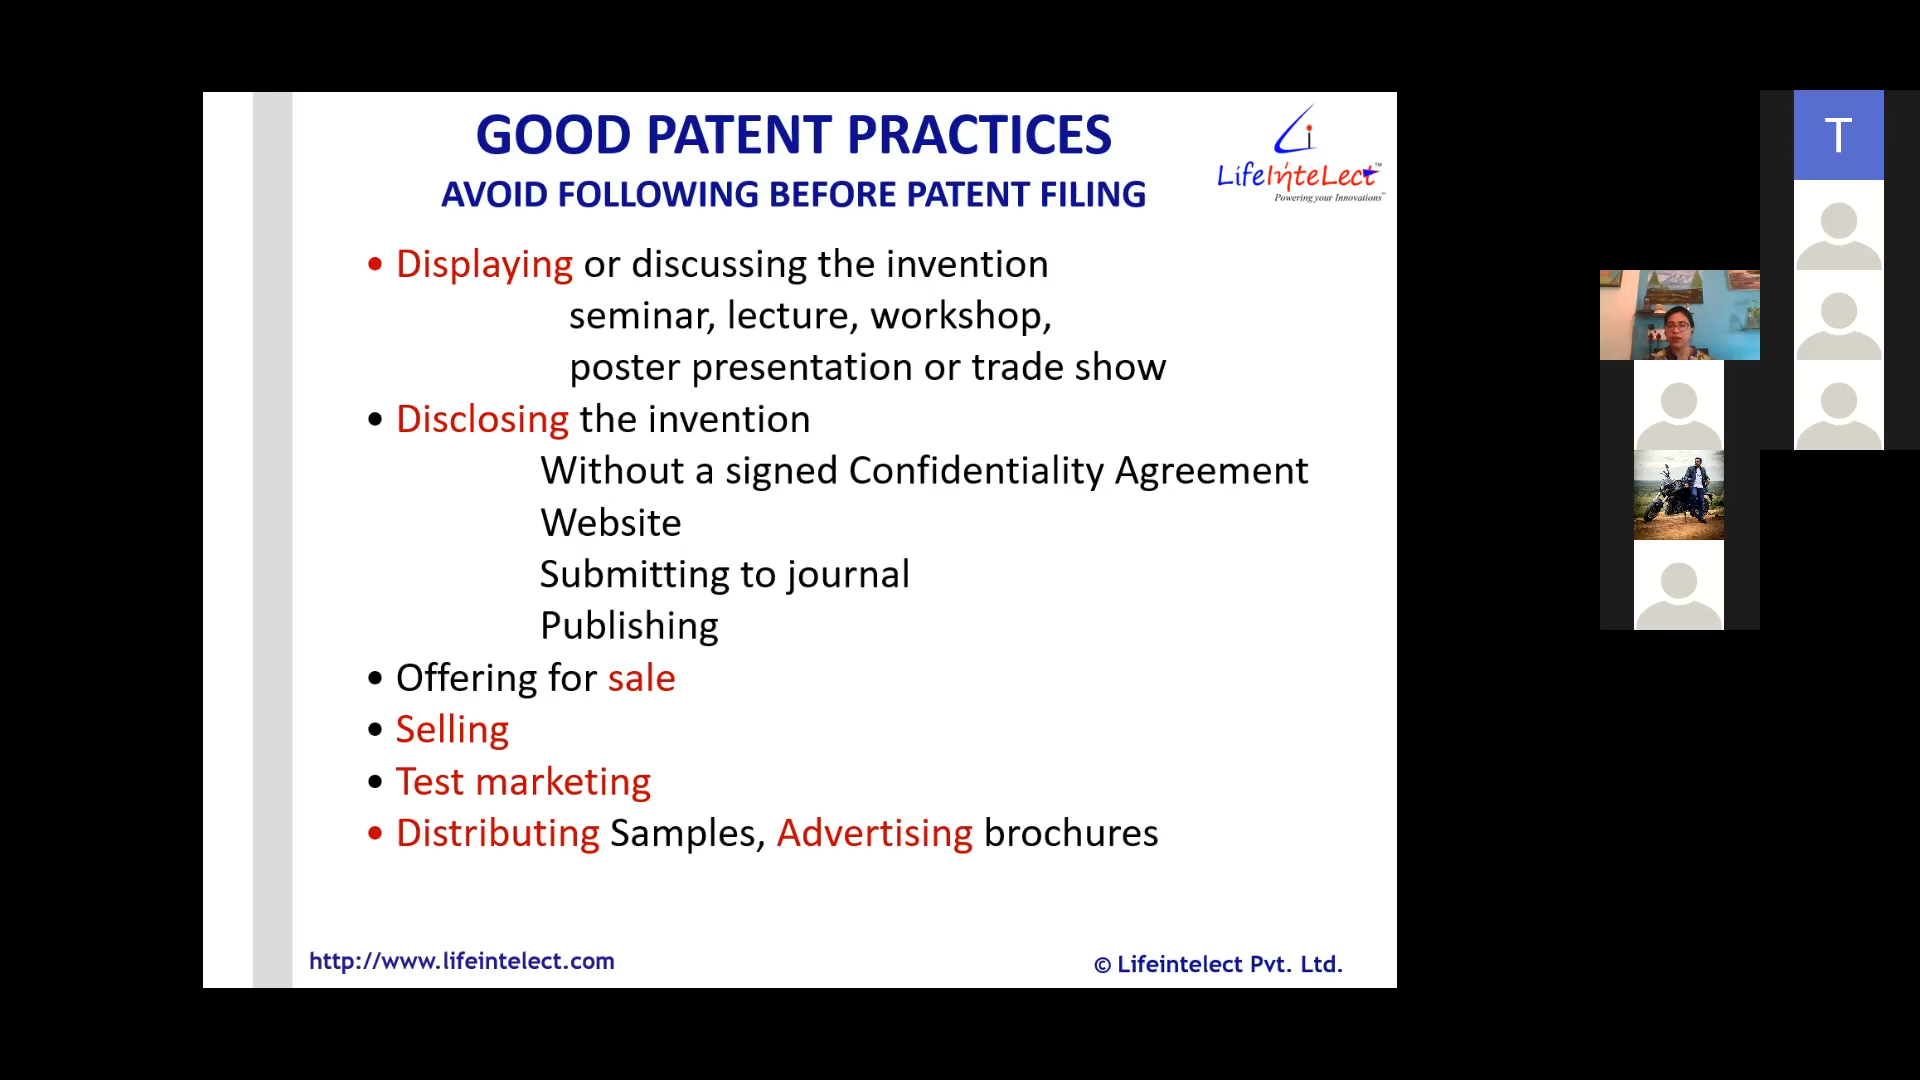 GOOD PATENT PRACTICES
AVOID FOLLOWING BEFORE PATENT FILING
LifeInteLect™
Powering your Innovations™
• Displaying or discussing the invention
seminar, lecture, workshop,
poster presentation or trade show
• Disclosing the invention
Without a signed Confidentiality Agreement
Website
Submitting to journal
Publishing
• Offering for sale
• Selling
• Test marketing
• Distributing Samples, Advertising brochures
http://www.lifeintelect.com
© Lifeintelect Pvt. Ltd.
T